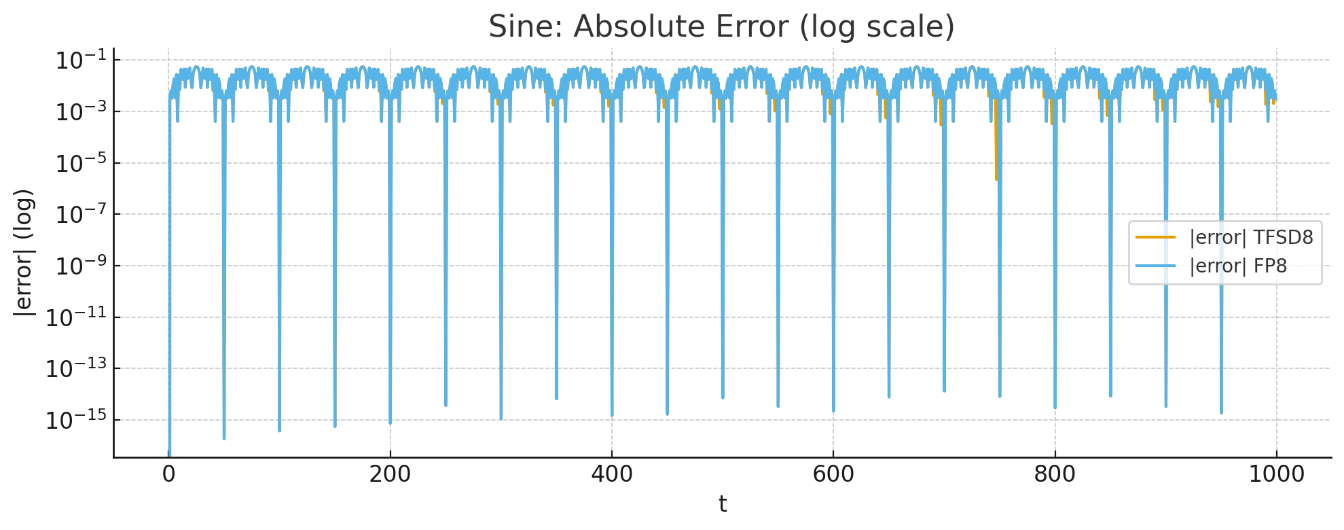 Sine: Absolute Error (log scale)
|error| (log)
10⁻¹
10⁻³
10⁻⁵
10⁻⁷
10⁻⁹
10⁻¹¹
10⁻¹³
10⁻¹⁵
|error| TFSD8
|error| FP8
0 200 400 600 800 1000
t